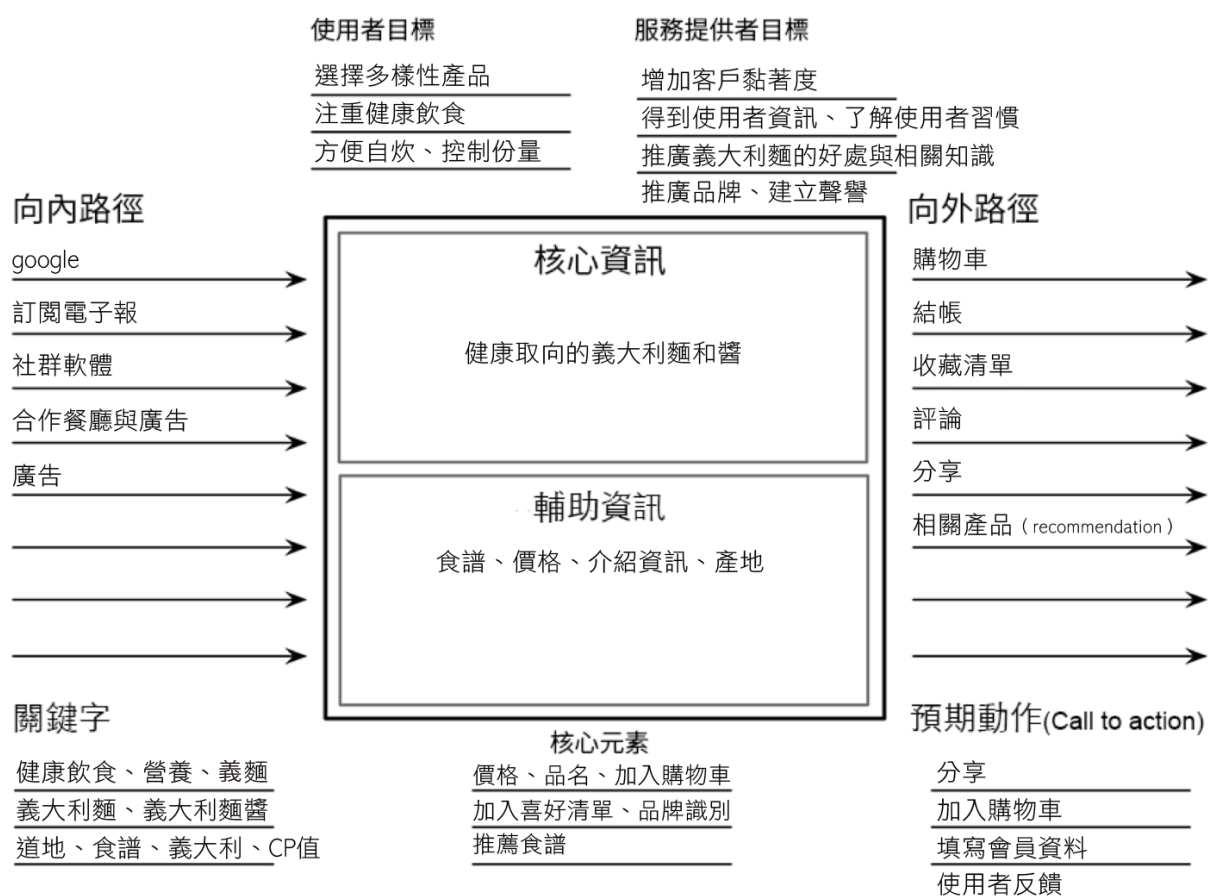 使用者目標
選擇多樣性產品
注重健康飲食
方便自炊、控制份量
服務提供者目標
增加客戶黏著度
得到使用者資訊、了解使用者習慣
推廣義大利麵的好處與相關知識
推廣品牌、建立聲譽
向內路徑
google
訂閱電子報
社群軟體
合作餐廳與廣告
廣告
核心資訊
健康取向的義大利麵和醬
輔助資訊
食譜、價格、介紹資訊、產地
向外路徑
購物車
結帳
收藏清單
評論
分享
相關產品（recommendation）
關鍵字
健康飲食、營養、義麵
義大利麵、義大利麵醬
道地、食譜、義大利、CP值
核心元素
價格、品名、加入購物車
加入喜好清單、品牌識別
推薦食譜
預期動作(Call to action)
分享
加入購物車
填寫會員資料
使用者反饋